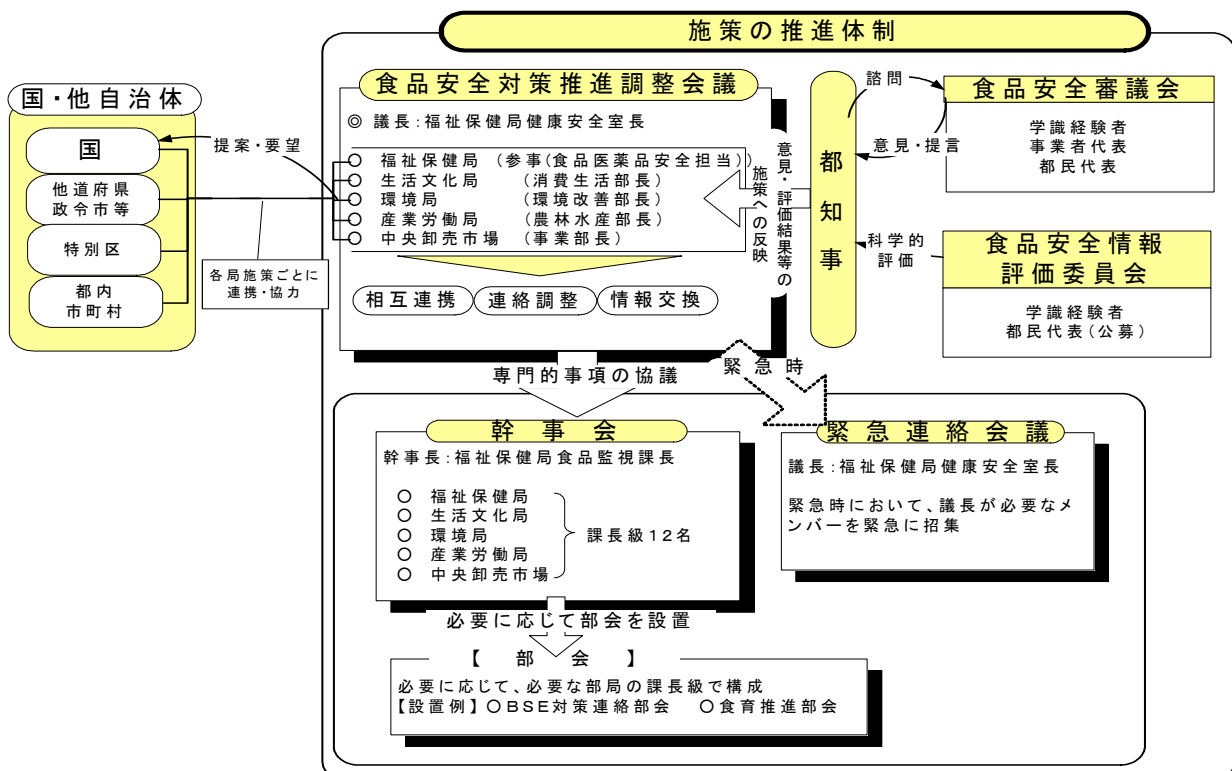 施策の推進体制
国・他自治体
国
他道府県
政令市等
特別区
都内
市町村
提案・要望
各局施策ごとに
連携・協力
食品安全対策推進調整会議
◎ 議長：福祉保健局健康安全室長
○ 福祉保健局 （参事（食品医薬品安全担当））
○ 生活文化局 （消費生活部長）
○ 環境局 （環境改善部長）
○ 産業労働局 （農林水産部長）
○ 中央卸売市場 （事業部長）
相互連携
連絡調整
情報交換
意見・評価結果等の
施策への反映
都知事
諮問
意見・提言
科学的
評価
食品安全審議会
学識経験者
事業者代表
都民代表
食品安全情報
評価委員会
学識経験者
都民代表（公募）
専門的事項の協議
緊急時
幹事会
幹事長：福祉保健局食品監視課長
○ 福祉保健局
○ 生活文化局
○ 環境局
○ 産業労働局
○ 中央卸売市場
課長級12名
緊急連絡会議
議長：福祉保健局健康安全室長
緊急時において、議長が必要なメ
ンバーを緊急に招集
必要に応じて部会を設置
【 部 会 】
必要に応じて、必要な部局の課長級で構成
【設置例】○BSE対策連絡部会 ○食育推進部会